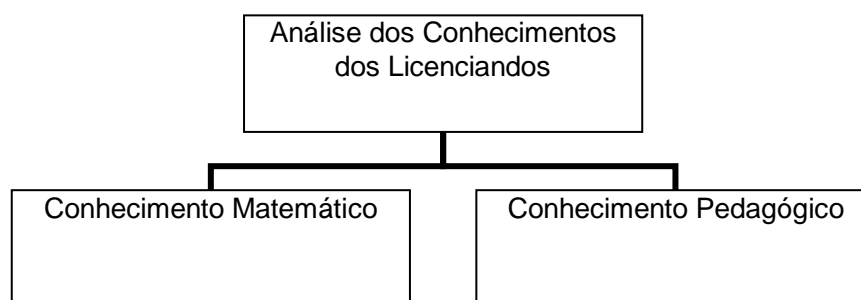 Análise dos Conhecimentos
dos Licenciandos
Conhecimento Matemático
Conhecimento Pedagógico